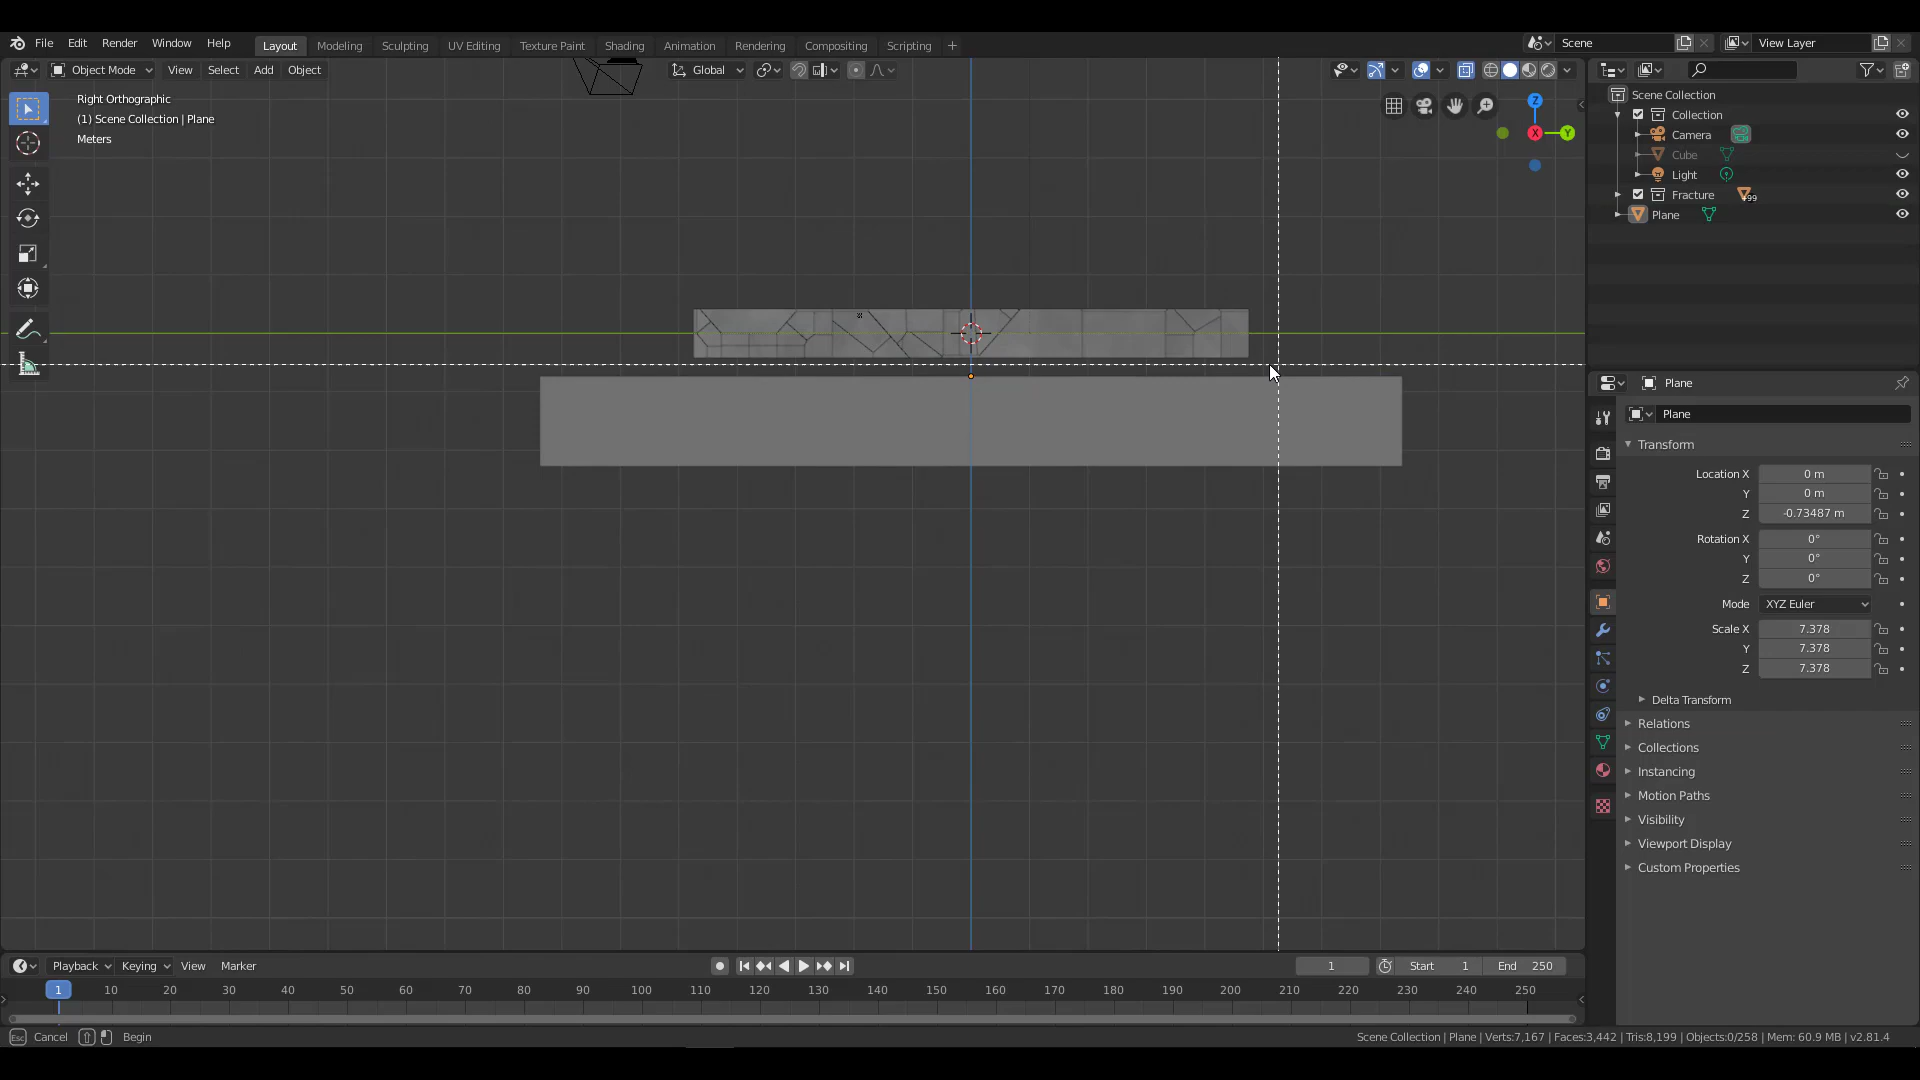 File Edit Render Window Help Layout Modeling Sculpting UV Editing Texture Paint Shading Animation Rendering Compositing Scripting + Scene View Layer
Object Mode View Select Add Object Global
Right Orthographic
(1) Scene Collection | Plane
Meters
Z
X
Y
Scene Collection
Collection
Camera
Cube
Light
Fracture 99
Plane
Plane
Plane
Transform
Location X 0 m
Y 0 m
Z -0.73487 m
Rotation X 0°
Y 0°
Z 0°
Mode XYZ Euler
Scale X 7.378
Y 7.378
Z 7.378
Delta Transform
Relations
Collections
Instancing
Motion Paths
Visibility
Viewport Display
Custom Properties
Playback Keying View Marker 1 Start 1 End 250
1 10 20 30 40 50 60 70 80 90 100 110 120 130 140 150 160 170 180 190 200 210 220 230 240 250
Esc Cancel Begin Scene Collection | Plane | Verts:7,167 | Faces:3,442 | Tris:8,199 | Objects:0/258 | Mem: 60.9 MB | v2.81.4